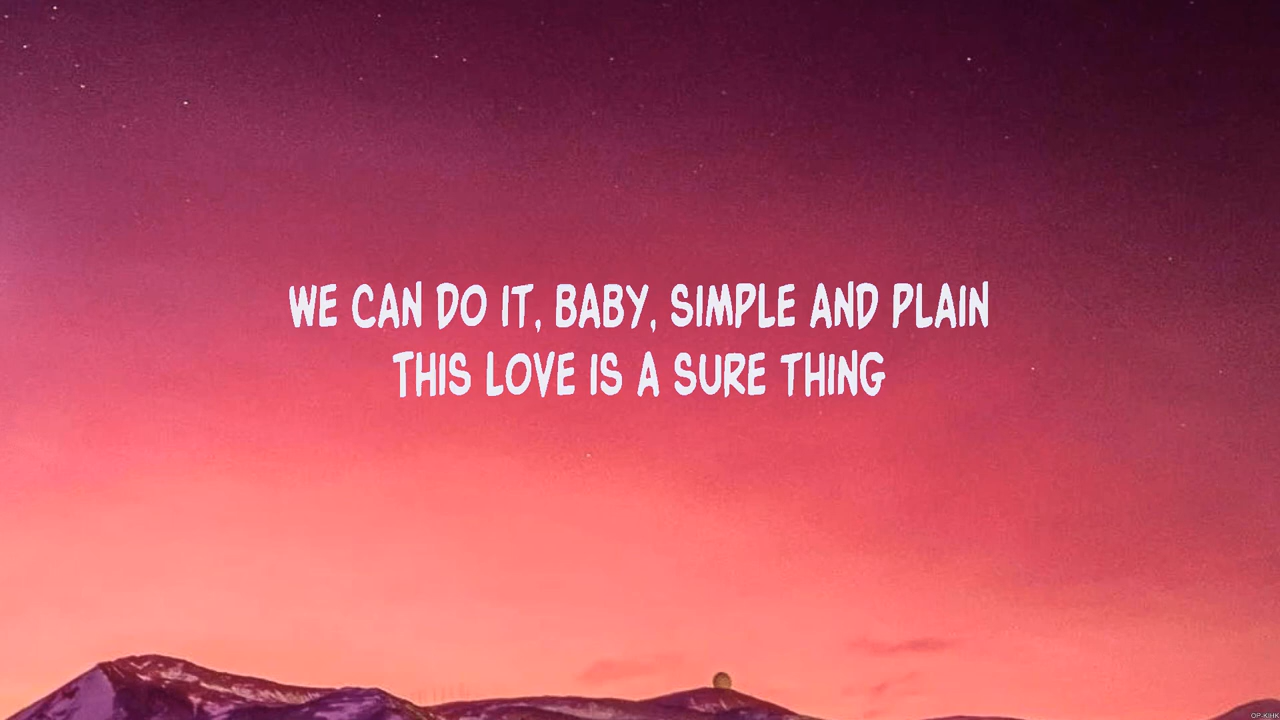 WE CAN DO IT, BABY, SIMPLE AND PLAIN
THIS LOVE IS A SURE THING